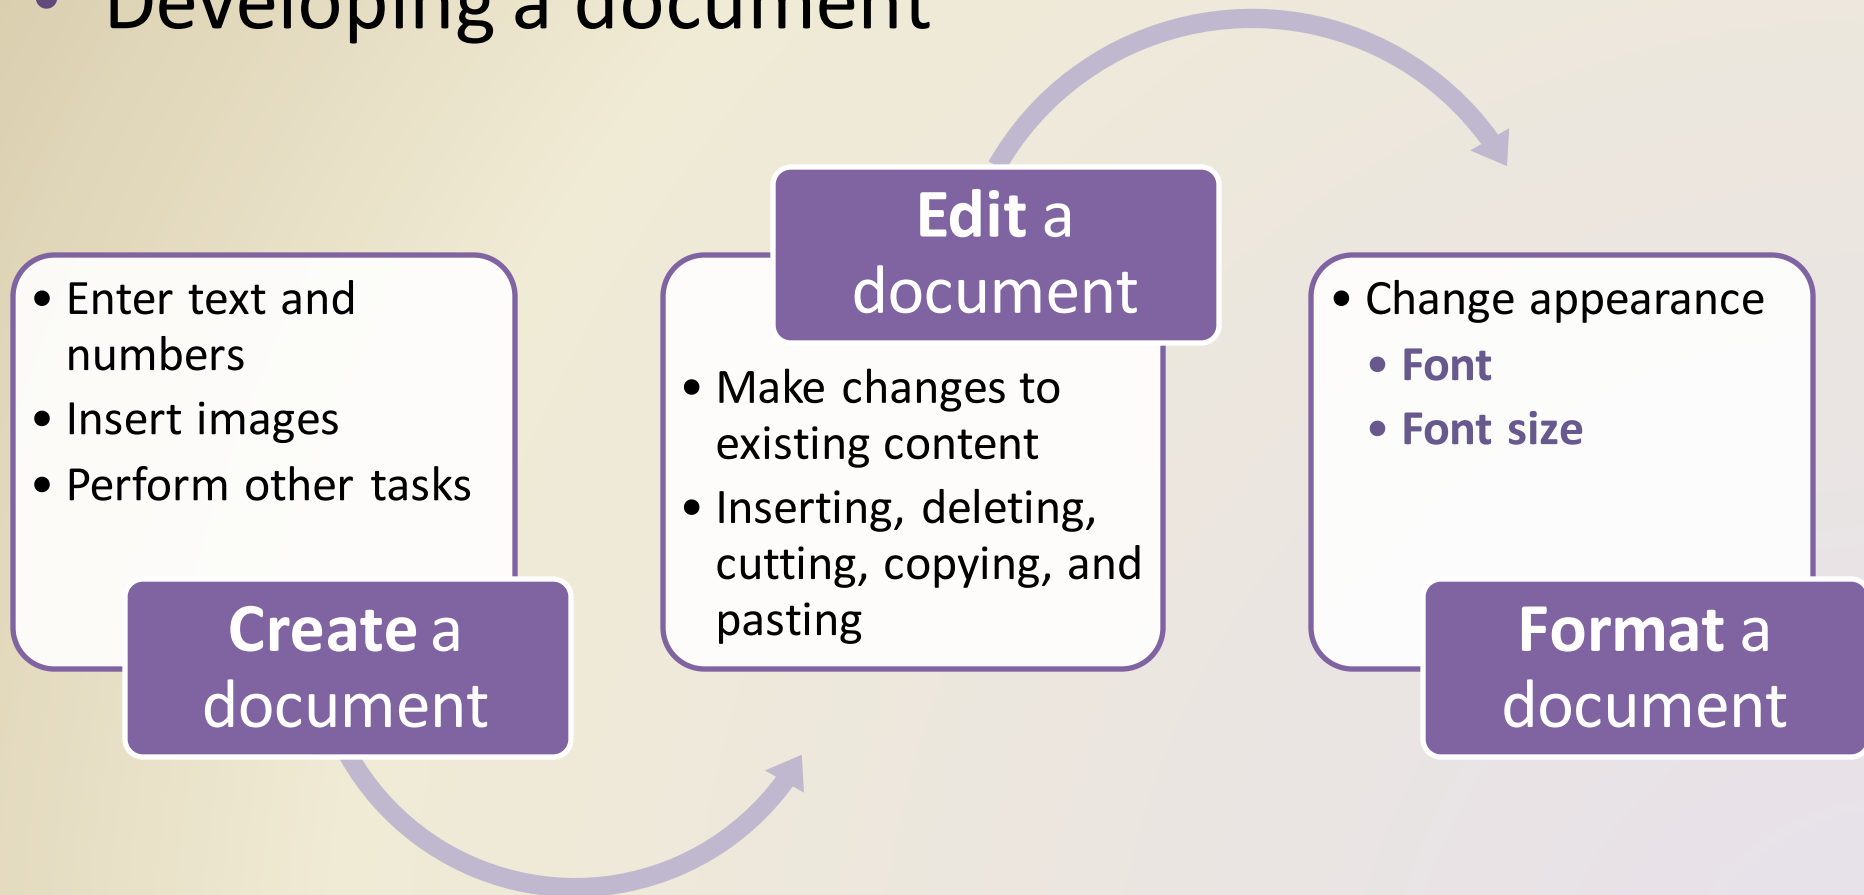 • Developing a document
• Enter text and
numbers
• Insert images
• Perform other tasks
Create a
document
Edit a
document
• Make changes to
existing content
• Inserting, deleting,
cutting, copying, and
pasting
• Change appearance
• Font
• Font size
Format a
document